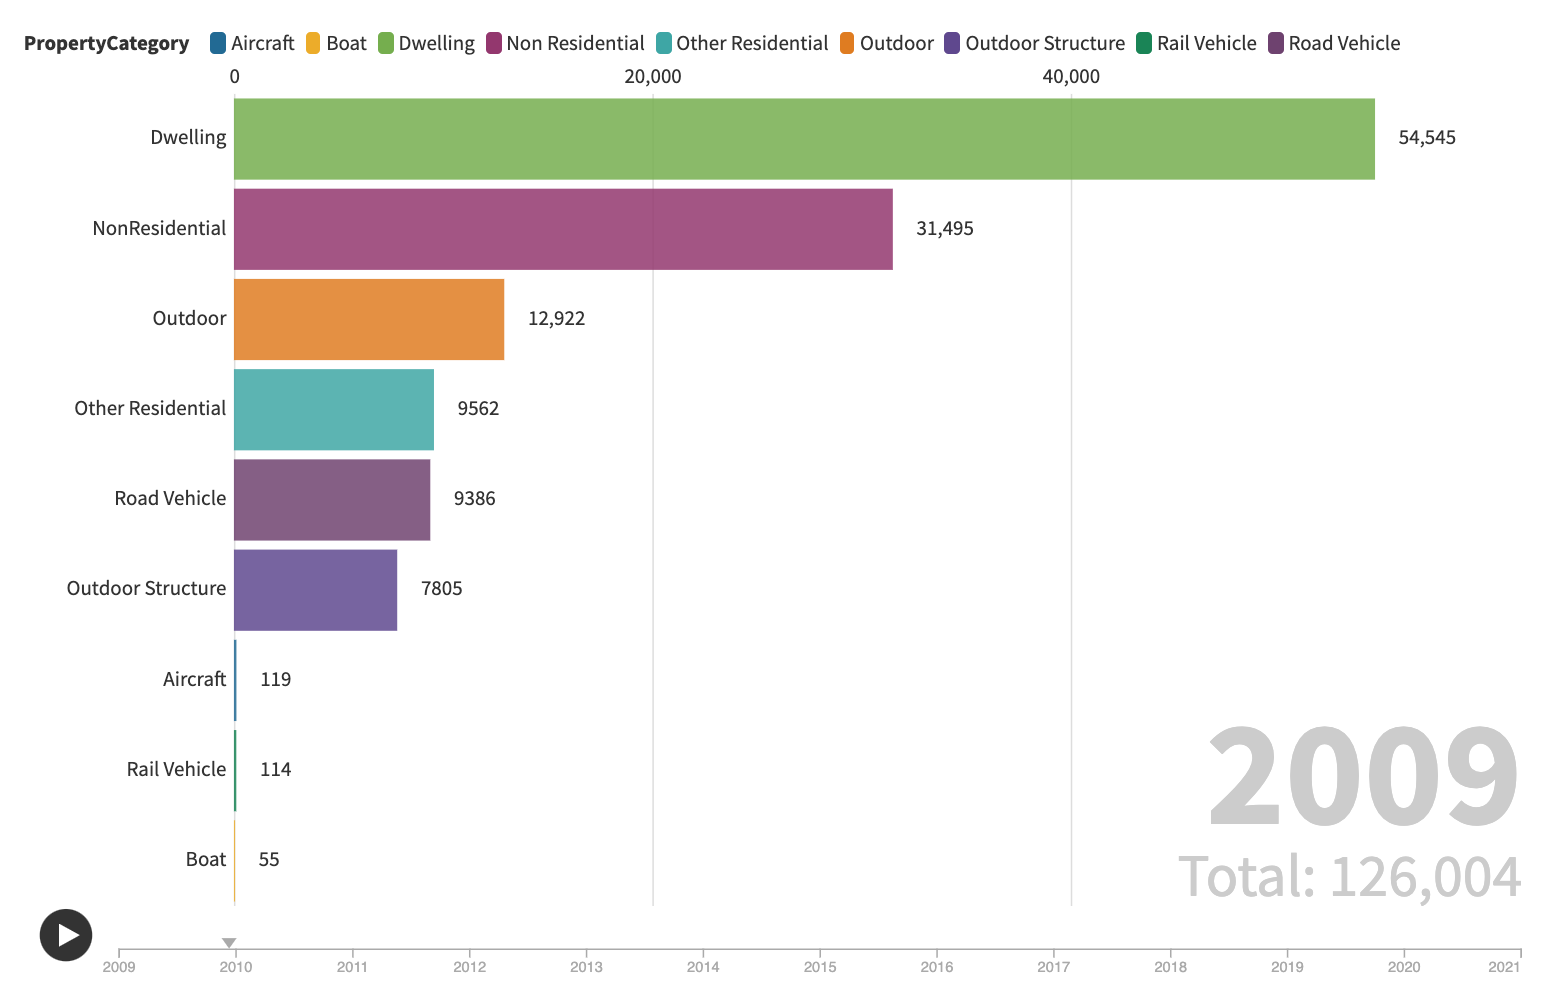 PropertyCategory Aircraft Boat Dwelling Non Residential Other Residential Outdoor Outdoor Structure Rail Vehicle Road Vehicle
0 20,000 40,000
Dwelling 54,545
NonResidential 31,495
Outdoor 12,922
Other Residential 9562
Road Vehicle 9386
Outdoor Structure 7805
Aircraft 119
Rail Vehicle 114
Boat 55
2009
Total: 126,004
2009 2010 2011 2012 2013 2014 2015 2016 2017 2018 2019 2020 2021